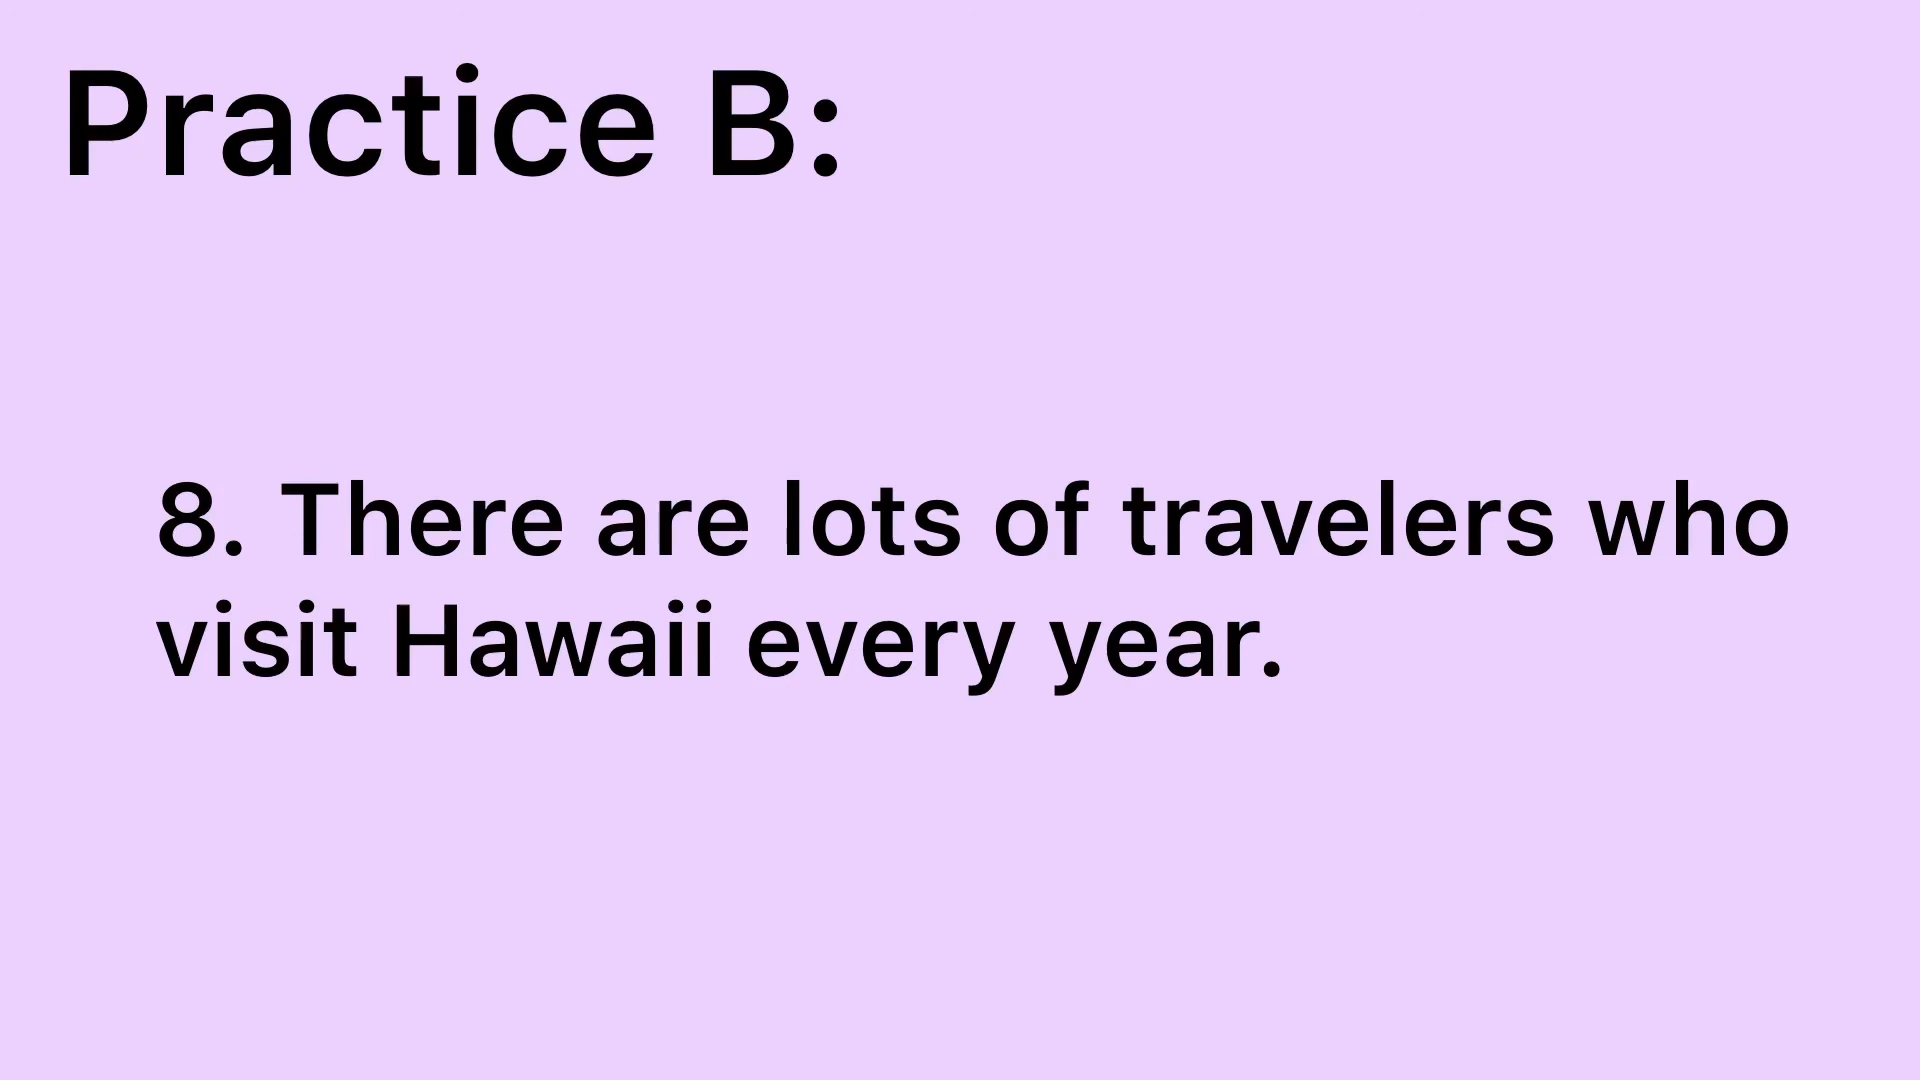 Practice B:
8. There are lots of travelers who
visit Hawaii every year.